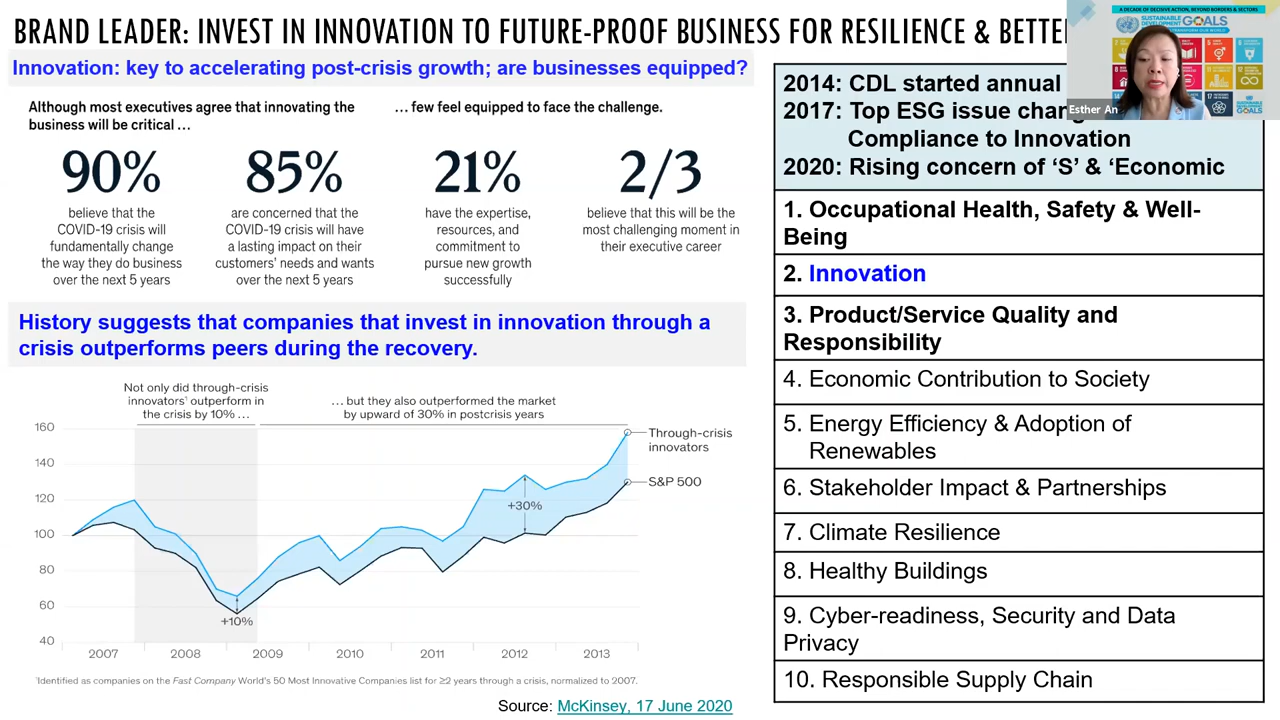 BRAND LEADER: INVEST IN INNOVATION TO FUTURE-PROOF BUSINESS FOR RESILIENCE &
Innovation: key to accelerating post-crisis growth; are businesses equipped?
Although most executives agree that innovating the
business will be critical …
… few feel equipped to face the challenge.
90%
believe that the
COVID-19 crisis will
fundamentally change
the way they do business
over the next 5 years
85%
are concerned that the
COVID-19 crisis will have
a lasting impact on their
customers' needs and wants
over the next 5 years
21%
have the expertise,
resources, and
commitment to
pursue new growth
successfully
2/3
believe that this will be the
most challenging moment in
their executive career
History suggests that companies that invest in innovation through a
crisis outperforms peers during the recovery.
Not only did through-crisis
innovators¹ outperform in
the crisis by 10% …
… but they also outperformed the market
by upward of 30% in postcrisis years
160
140
120
100
80
60
40
Through-crisis
innovators
S&P 500
+30%
+10%
2007 2008 2009 2010 2011 2012 2013
¹Identified as companies on the Fast Company World's 50 Most Innovative Companies list for ≥2 years through a crisis, normalized to 2007.
Source: McKinsey, 17 June 2020
A DECADE OF DECISIVE ACTION, BEYOND BORDERS & SECTORS
SUSTAINABLE
DEVELOPMENT GOALS
Esther An
2014: CDL started annual
2017: Top ESG issue
Compliance to Innovation
2020: Rising concern of ‘S’ & ‘Economic
1. Occupational Health, Safety & Well-
Being
2. Innovation
3. Product/Service Quality and
Responsibility
4. Economic Contribution to Society
5. Energy Efficiency & Adoption of
Renewables
6. Stakeholder Impact & Partnerships
7. Climate Resilience
8. Healthy Buildings
9. Cyber-readiness, Security and Data
Privacy
10. Responsible Supply Chain